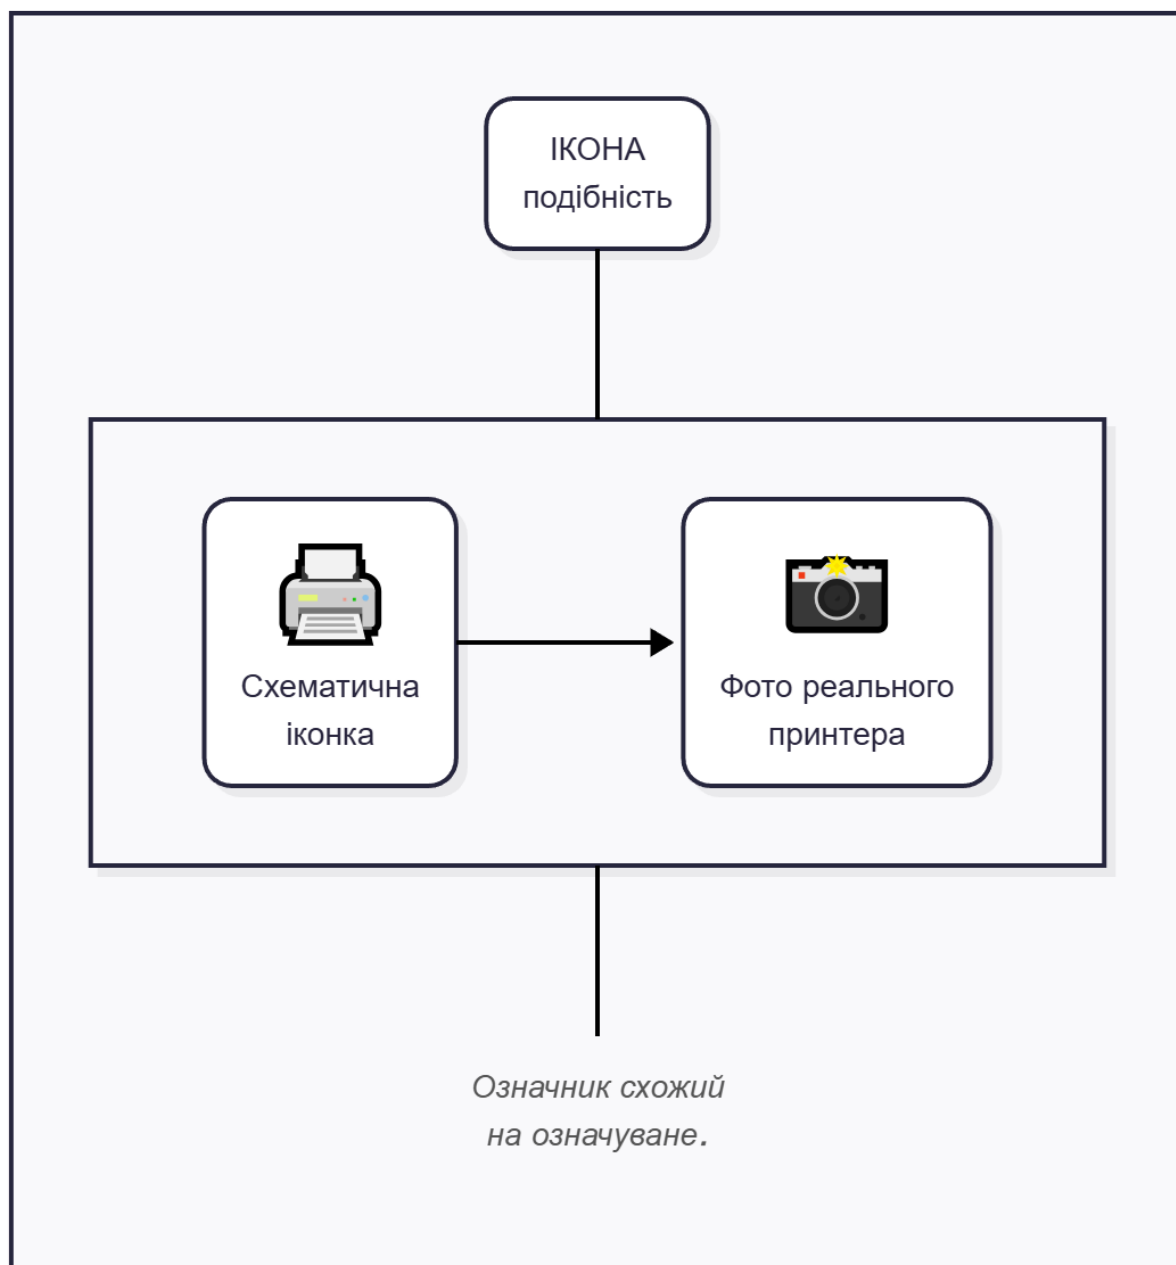 ІКОНА
подібність
Схематична
іконка
Фото реального
принтера
Означник схожий
на означуване.